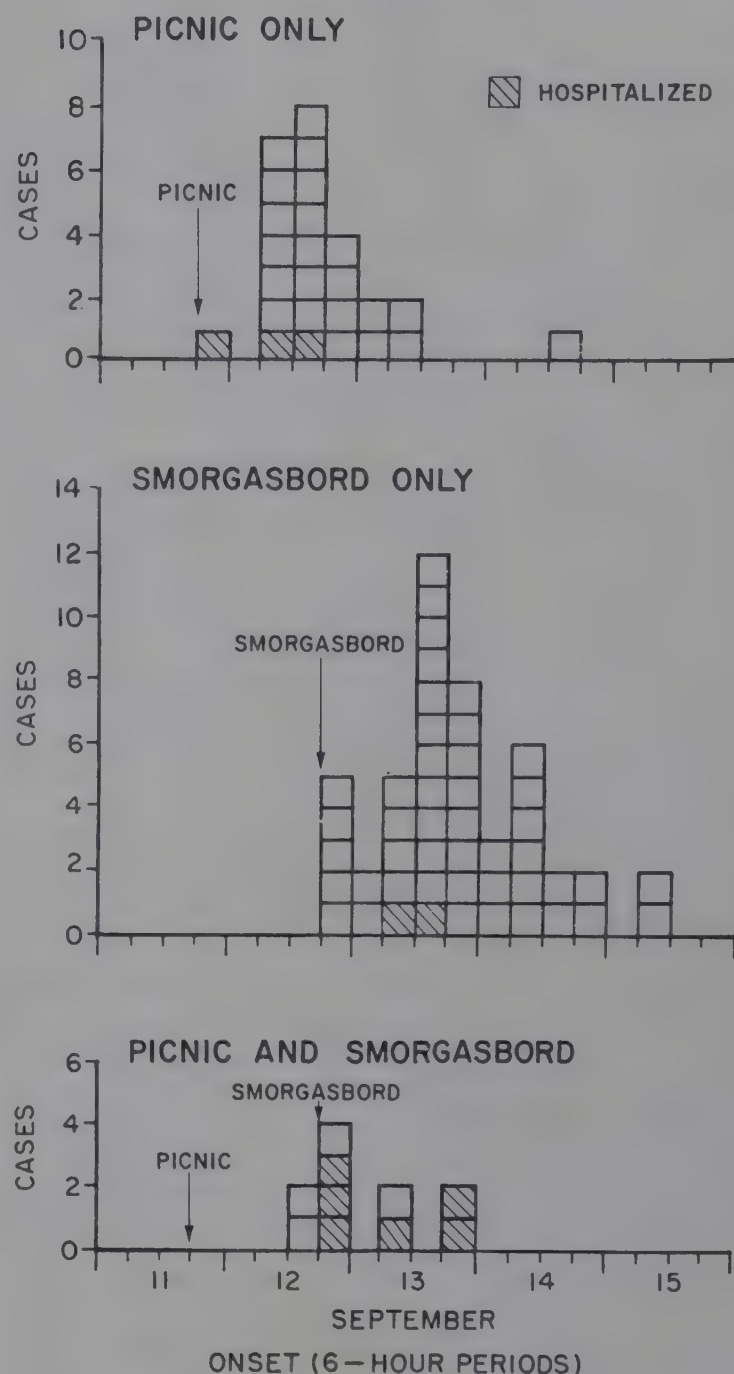 PICNIC ONLY
HOSPITALIZED
10
8
6
4
2
0
CASES
PICNIC
SMORGASBORD ONLY
14
12
10
8
6
4
2
0
CASES
SMORGASBORD
PICNIC AND SMORGASBORD
6
4
2
0
CASES
SMORGASBORD
PICNIC
11 12 13 14 15
SEPTEMBER
ONSET (6-HOUR PERIODS)